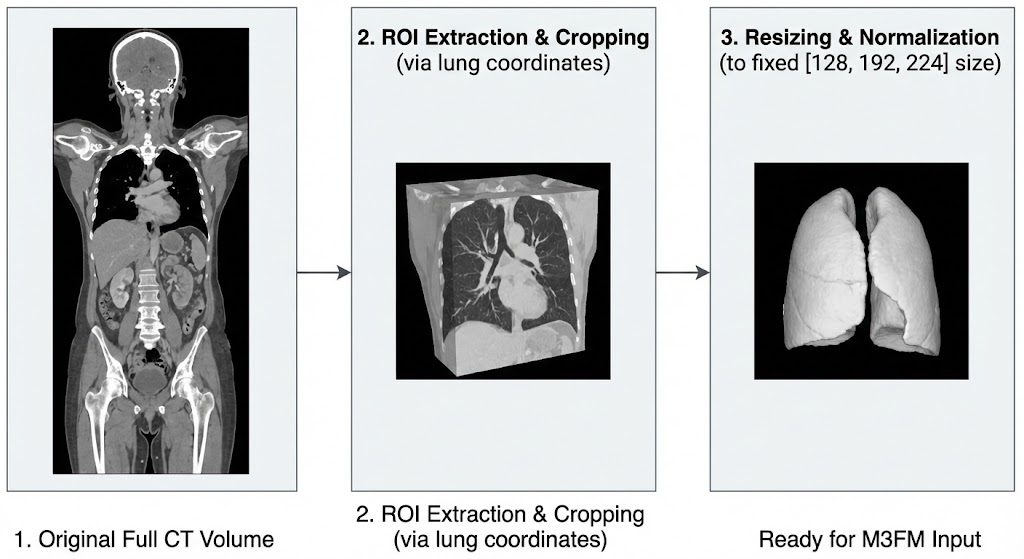 2. ROI Extraction & Cropping
(via lung coordinates)
3. Resizing & Normalization
(to fixed [128, 192, 224] size)
1. Original Full CT Volume
2. ROI Extraction & Cropping
(via lung coordinates)
Ready for M3FM Input